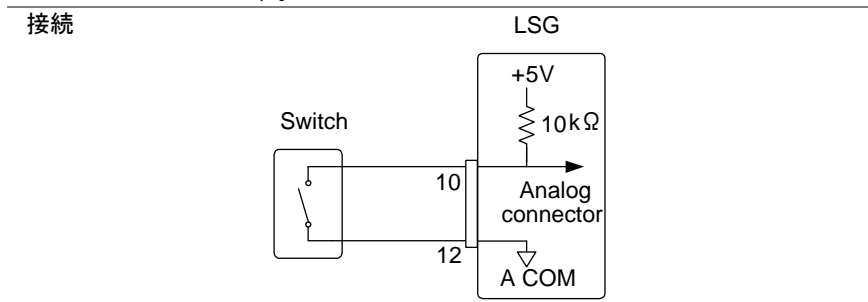 接続
LSG
+5V
10kΩ
Switch
10
Analog
connector
12
A COM